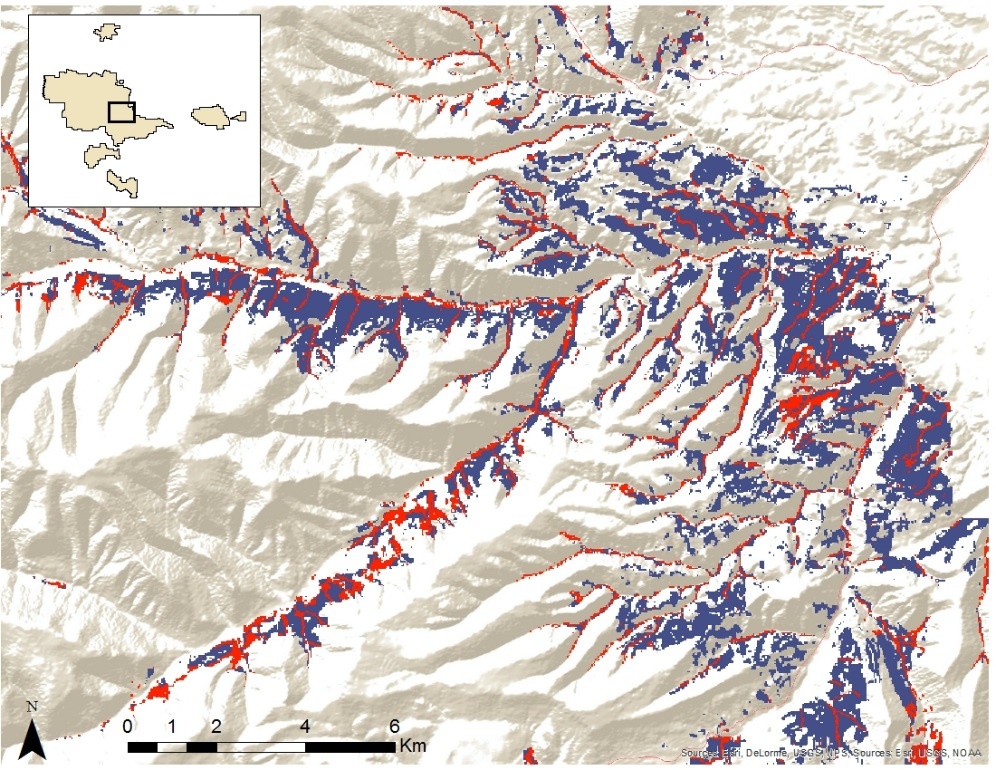 N
0 1 2 4 6
Km
Sources: Esri, DeLorme, USGS, NPS, Sources: Esri, USGS, NOAA